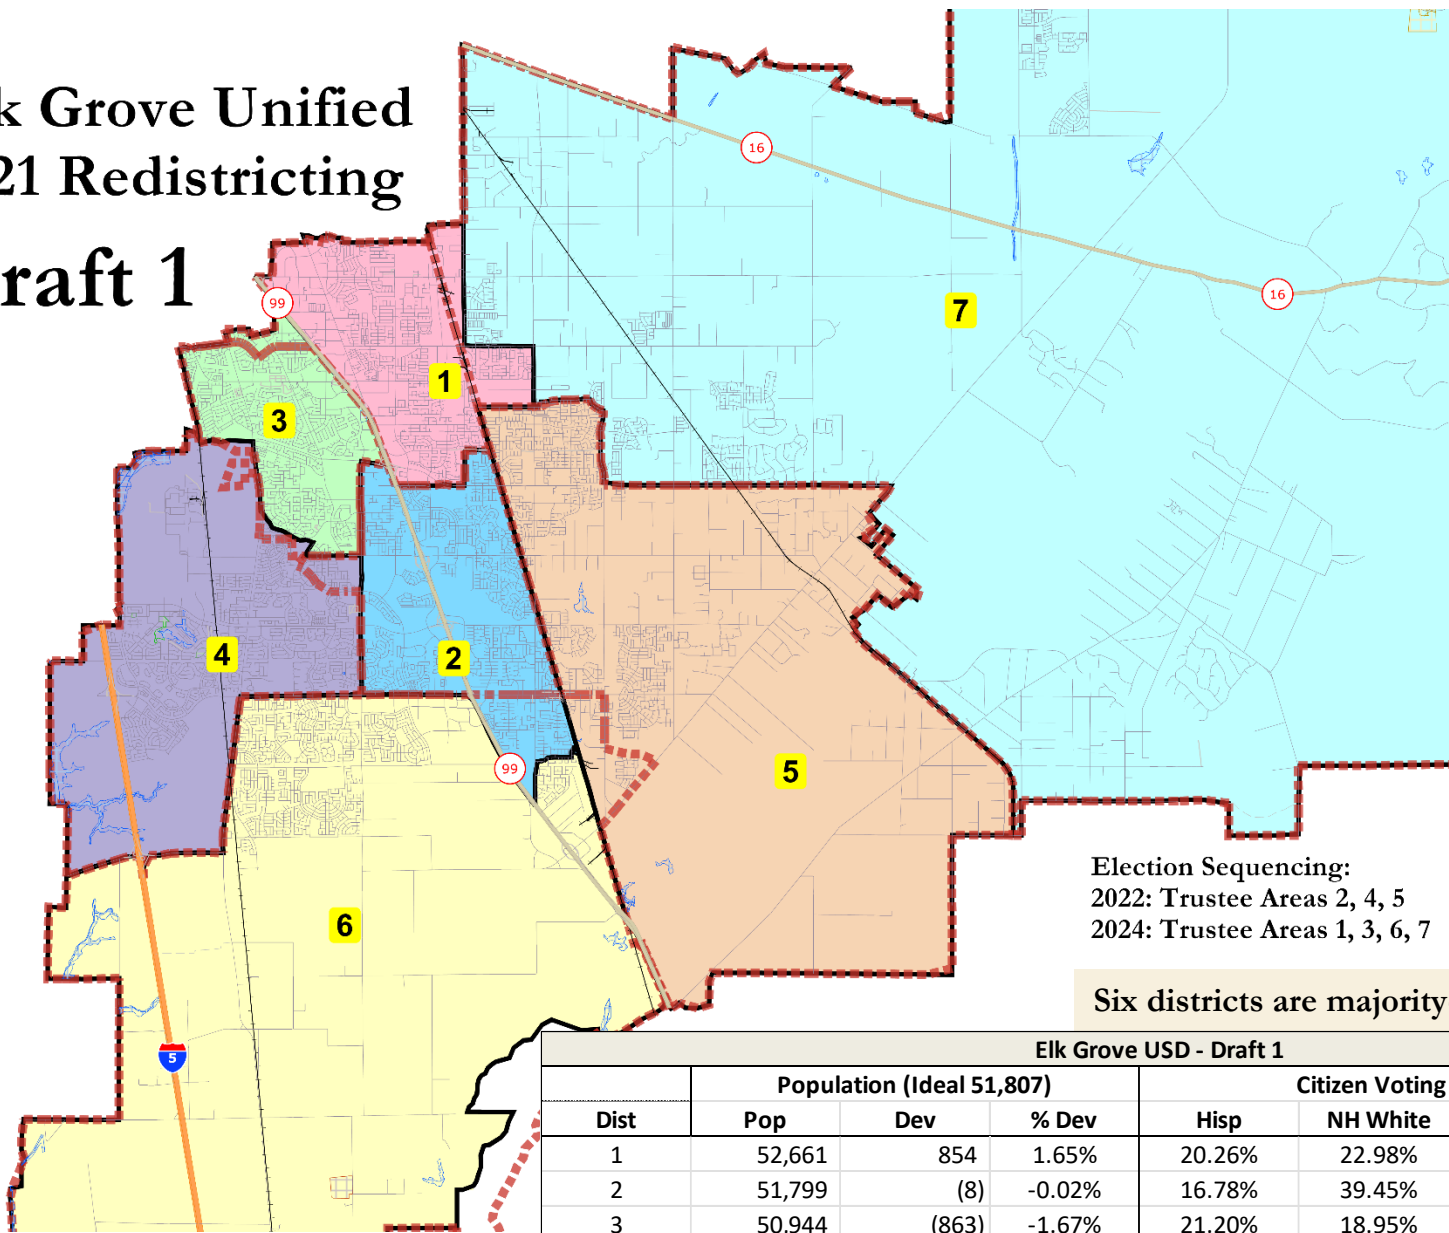 k Grove Unified
21 Redistricting
raft 1
16
16
99
7
1
3
4
2
99
5
6
5
Election Sequencing:
2022: Trustee Areas 2, 4, 5
2024: Trustee Areas 1, 3, 6, 7
Six districts are majority
Elk Grove USD - Draft 1
Population (Ideal 51,807) Citizen Voting
Dist Pop Dev % Dev Hisp NH White
1 52,661 854 1.65% 20.26% 22.98%
2 51,799 (8) -0.02% 16.78% 39.45%
3 50,944 (863) -1.67% 21.20% 18.95%